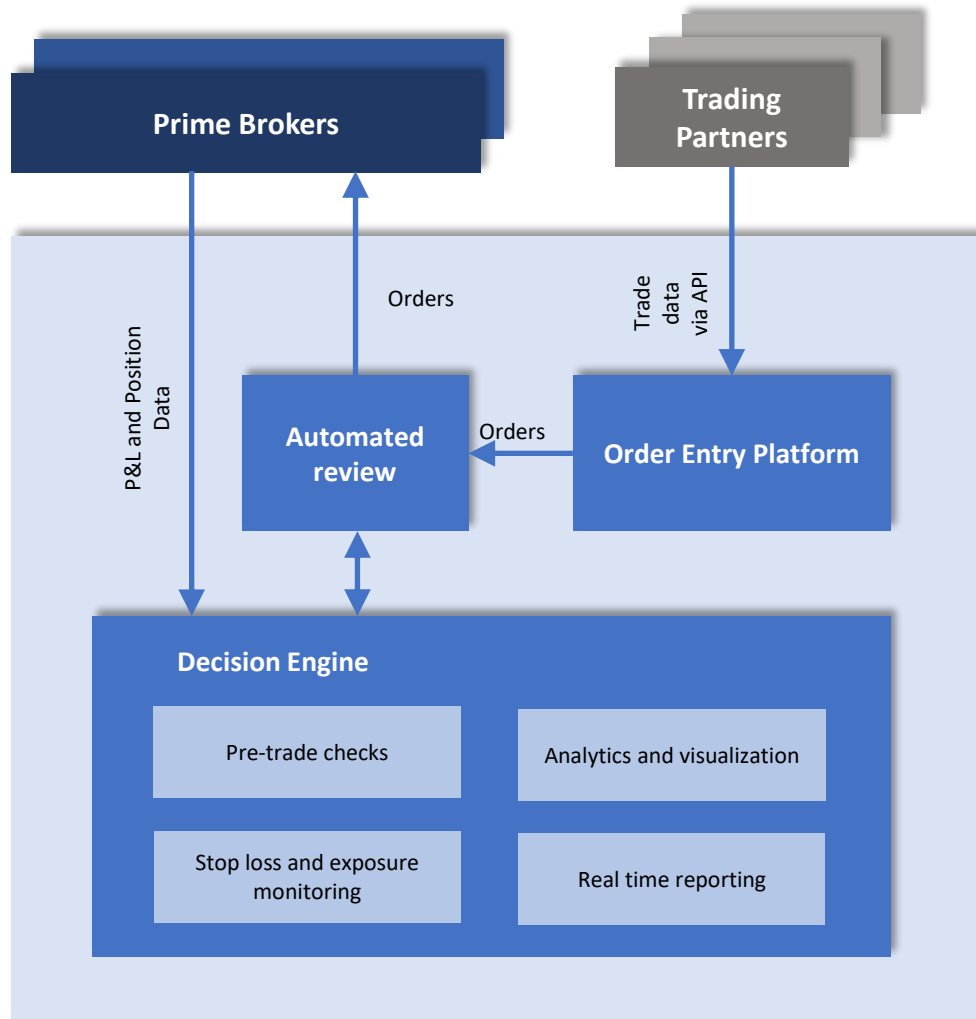 Prime Brokers
Trading
Partners
Orders
Trade
data
via API
P&L and Position
Data
Automated
review
Orders
Order Entry Platform
Decision Engine
Pre-trade checks
Analytics and visualization
Stop loss and exposure
monitoring
Real time reporting